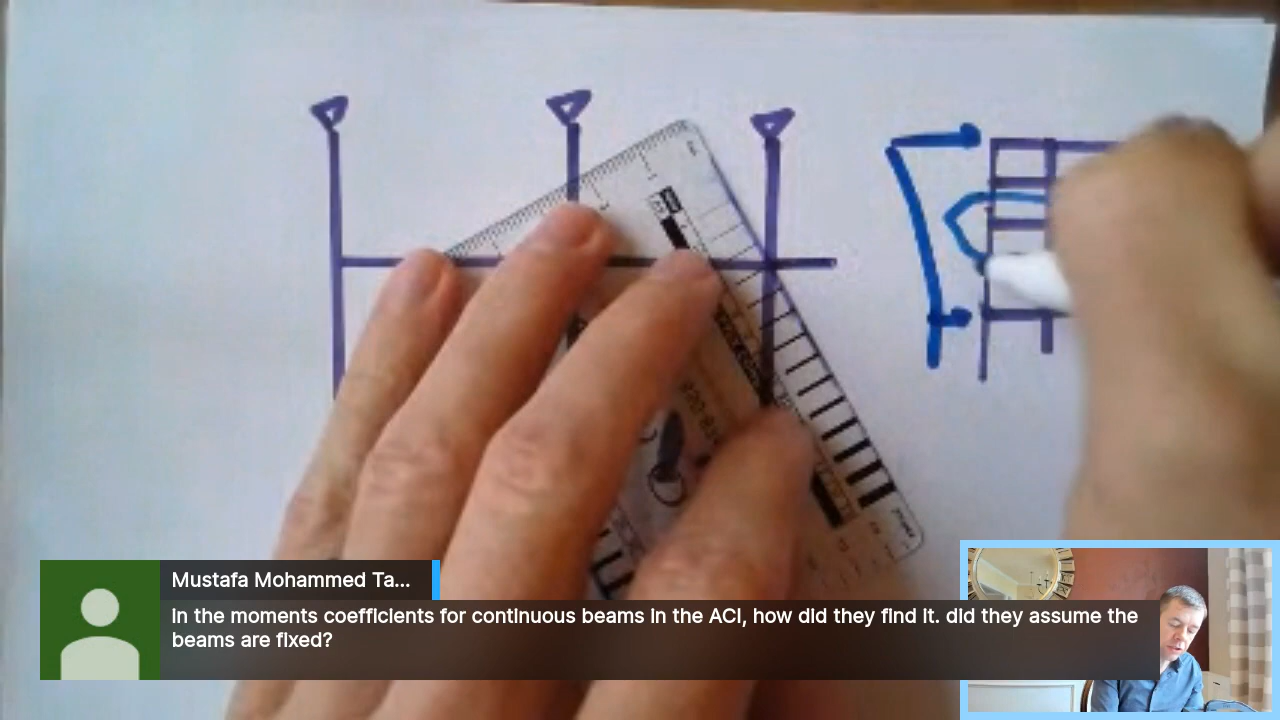 Mustafa Mohammed Ta...
In the moments coefficients for continuous beams in the ACI, how did they find it. did they assume the
beams are fixed?